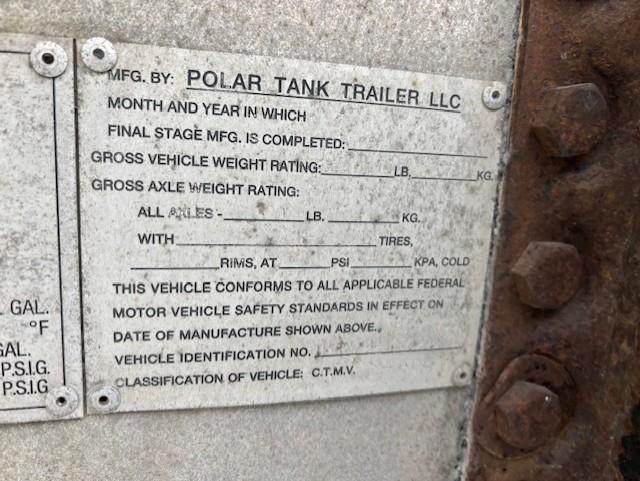 MFG. BY: POLAR TANK TRAILER LLC
MONTH AND YEAR IN WHICH
FINAL STAGE MFG. IS COMPLETED:
GROSS VEHICLE WEIGHT RATING: LB. KG.
GROSS AXLE WEIGHT RATING:
ALL AXLES - LB. KG.
WITH TIRES,
RIMS, AT PSI KPA, COLD
THIS VEHICLE CONFORMS TO ALL APPLICABLE FEDERAL
MOTOR VEHICLE SAFETY STANDARDS IN EFFECT ON
DATE OF MANUFACTURE SHOWN ABOVE.
VEHICLE IDENTIFICATION NO.
CLASSIFICATION OF VEHICLE: C.T.M.V.
GAL.
°F
GAL.
P.S.I.G.
P.S.I.G